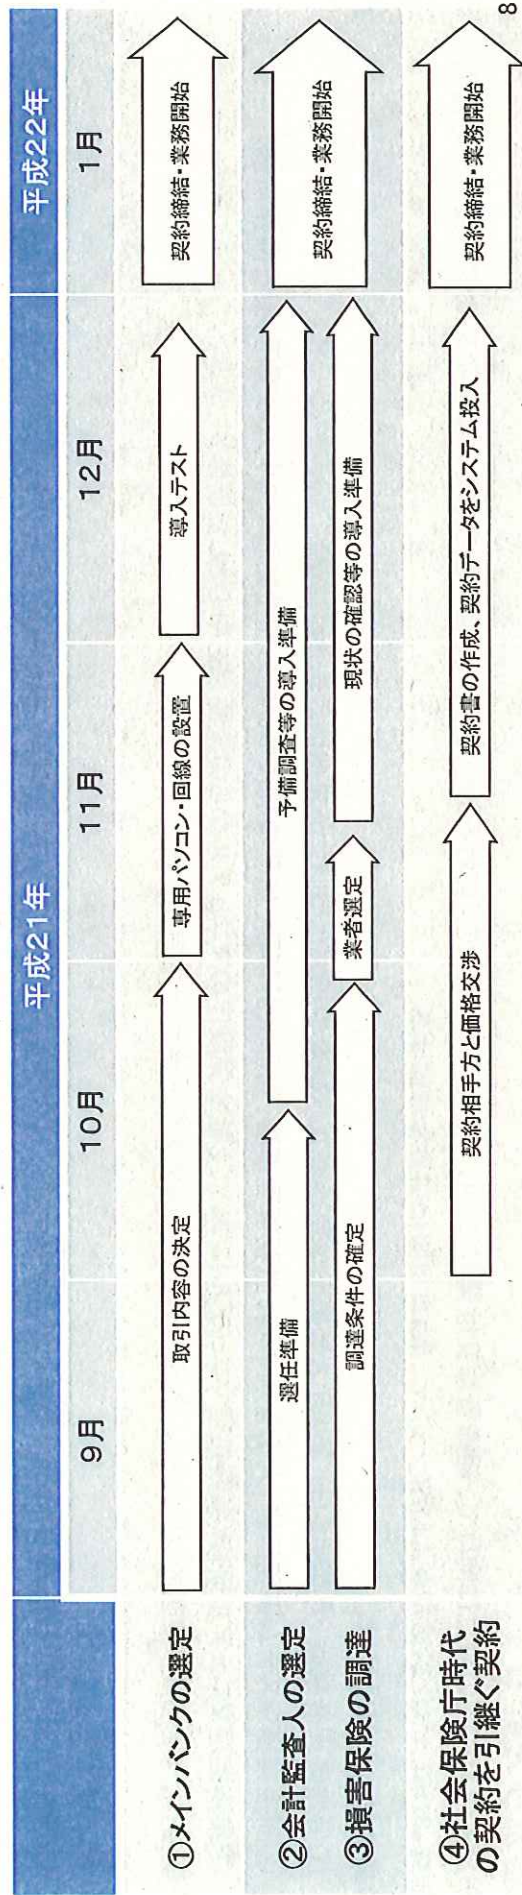 平成21年
平成22年
9月
10月
11月
12月
1月
①メインバンクの選定
取引内容の決定
専用パソコン・回線の設置
導入テスト
契約締結・業務開始
②会計監査人の選定
選任準備
予備調査等の導入準備
契約締結・業務開始
③損害保険の調達
調達条件の確定
業者選定
現状の確認等の導入準備
④社会保険庁時代
の契約を引継ぐ契約
契約相手方と価格交渉
契約書の作成、契約データをシステム投入
契約締結・業務開始
8